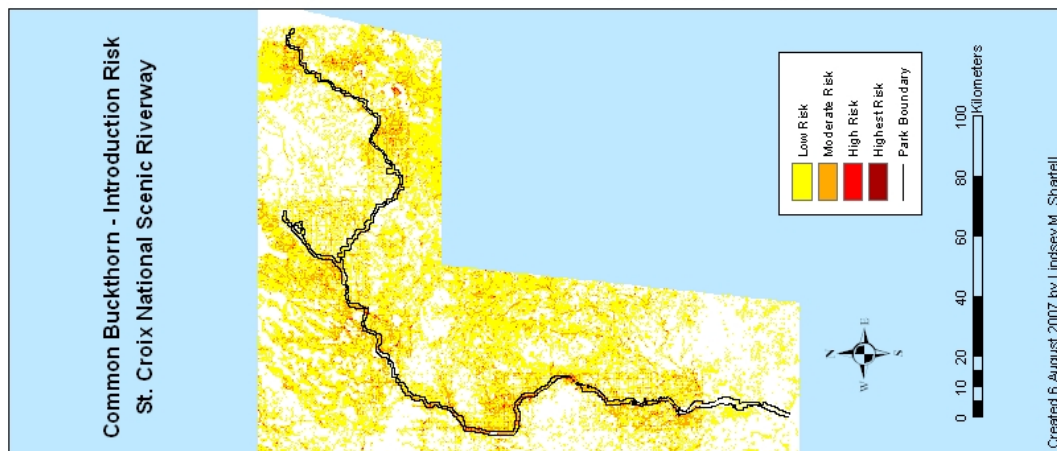 Common Buckthorn - Introduction Risk
St. Croix National Scenic Riverway
Low Risk
Moderate Risk
High Risk
Highest Risk
Park Boundary
N
W E
S
0 10 20 40 60 80 100
Kilometers
Created 6 August 2007 by Lindsey M. Shartell